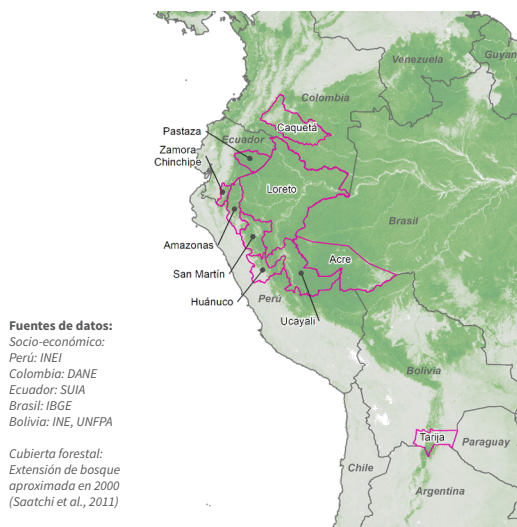 Venezuela
Guyan
Colombia
Caquetá
Pastaza
Ecuador
Zamora
Chinchipe
Loreto
Brasil
Amazonas
Acre
San Martín
Huánuco
Perú
Ucayali
Bolivia
Tarija
Paraguay
Chile
Argentina
Fuentes de datos:
Socio-económico:
Perú: INEI
Colombia: DANE
Ecuador: SUIA
Brasil: IBGE
Bolivia: INE, UNFPA
Cubierta forestal:
Extensión de bosque
aproximada en 2000
(Saatchi et al., 2011)